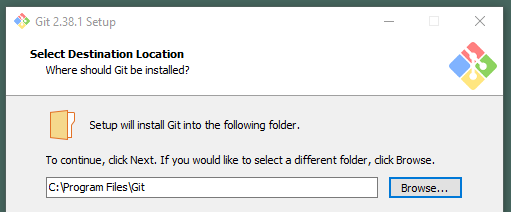 Git 2.38.1 Setup
Select Destination Location
Where should Git be installed?
Setup will install Git into the following folder.
To continue, click Next. If you would like to select a different folder, click Browse.
C:\Program Files\Git
Browse...